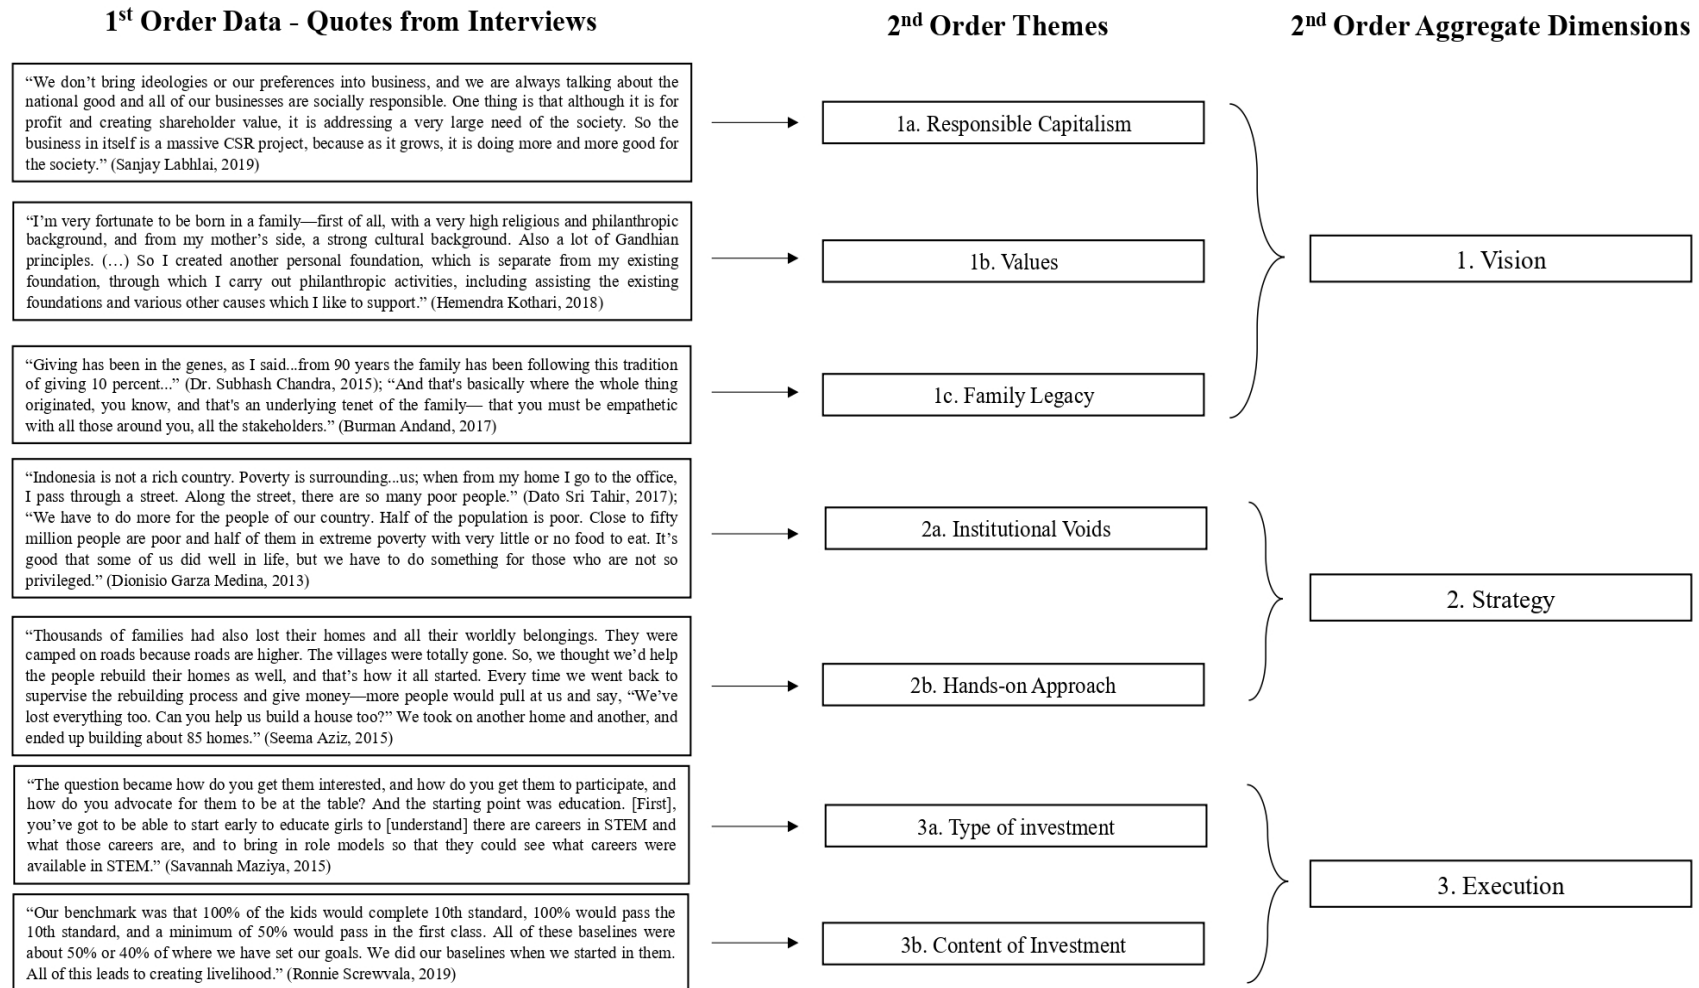 1st Order Data - Quotes from Interviews
2nd Order Themes
2nd Order Aggregate Dimensions
“We don’t bring ideologies or our preferences into business, and we are always talking about the
national good and all of our businesses are socially responsible. One thing is that although it is for
profit and creating shareholder value, it is addressing a very large need of the society. So the
business in itself is a massive CSR project, because as it grows, it is doing more and more good for
the society.” (Sanjay Labhlai, 2019)
1a. Responsible Capitalism
“I’m very fortunate to be born in a family—first of all, with a very high religious and philanthropic
background, and from my mother’s side, a strong cultural background. Also a lot of Gandhian
principles. (…) So I created another personal foundation, which is separate from my existing
foundation, through which I carry out philanthropic activities, including assisting the existing
foundations and various other causes which I like to support.” (Hemendra Kothari, 2018)
1b. Values
1. Vision
“Giving has been in the genes, as I said...from 90 years the family has been following this tradition
of giving 10 percent...” (Dr. Subhash Chandra, 2015); “And that's basically where the whole thing
originated, you know, and that's an underlying tenet of the family— that you must be empathetic
with all those around you, all the stakeholders.” (Burman Andand, 2017)
1c. Family Legacy
“Indonesia is not a rich country. Poverty is surrounding...us; when from my home I go to the office,
I pass through a street. Along the street, there are so many poor people.” (Dato Sri Tahir, 2017);
“We have to do more for the people of our country. Half of the population is poor. Close to fifty
million people are poor and half of them in extreme poverty with very little or no food to eat. It’s
good that some of us did well in life, but we have to do something for those who are not so
privileged.” (Dionisio Garza Medina, 2013)
2a. Institutional Voids
2. Strategy
“Thousands of families had also lost their homes and all their worldly belongings. They were
camped on roads because roads are higher. The villages were totally gone. So, we thought we’d help
the people rebuild their homes as well, and that’s how it all started. Every time we went back to
supervise the rebuilding process and give money—more people would pull at us and say, “We’ve
lost everything too. Can you help us build a house too?” We took on another home and another, and
ended up building about 85 homes.” (Seema Aziz, 2015)
2b. Hands-on Approach
“The question became how do you get them interested, and how do you get them to participate, and
how do you advocate for them to be at the table? And the starting point was education. [First],
you’ve got to be able to start early to educate girls to [understand] there are careers in STEM and
what those careers are, and to bring in role models so that they could see what careers were
available in STEM.” (Savannah Maziya, 2015)
3a. Type of investment
3. Execution
“Our benchmark was that 100% of the kids would complete 10th standard, 100% would pass the
10th standard, and a minimum of 50% would pass in the first class. All of these baselines were
about 50% or 40% of where we have set our goals. We did our baselines when we started in them.
All of this leads to creating livelihood.” (Ronnie Screwvala, 2019)
3b. Content of Investment